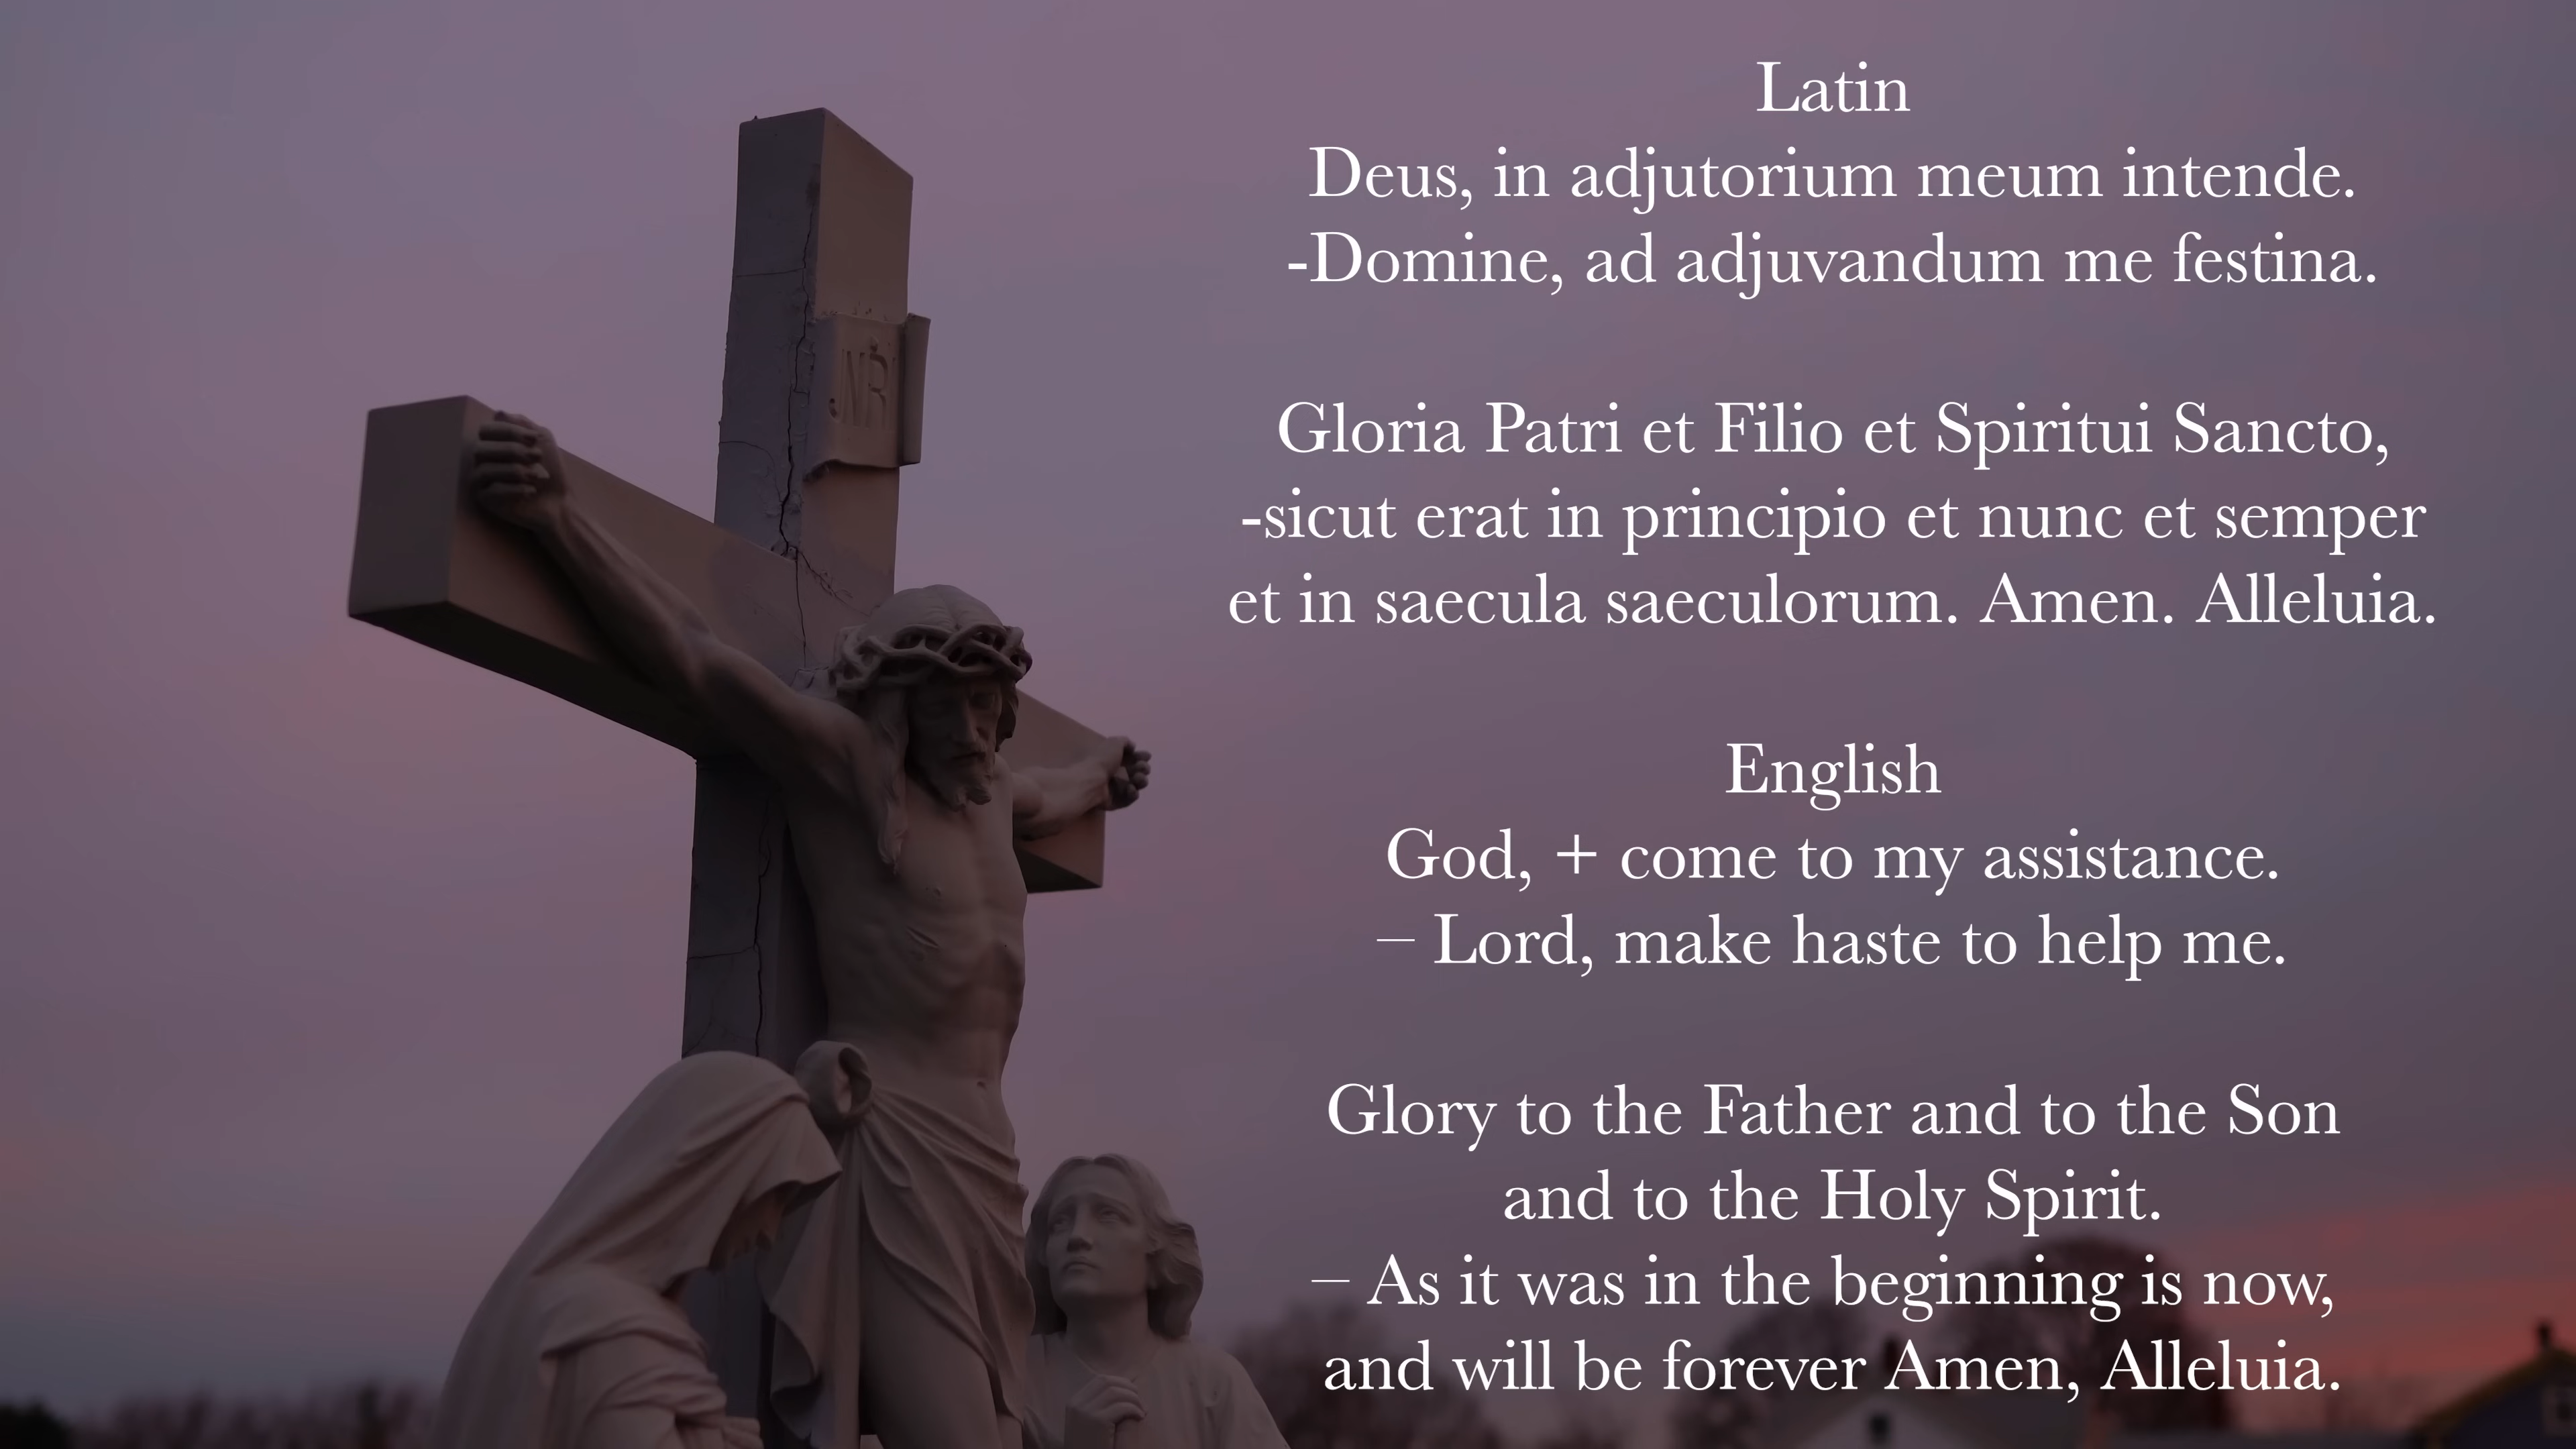 JNRI
Latin
Deus, in adjutorium meum intende.
-Domine, ad adjuvandum me festina.
Gloria Patri et Filio et Spiritui Sancto,
-sicut erat in principio et nunc et semper
et in saecula saeculorum. Amen. Alleluia.
English
God, + come to my assistance.
– Lord, make haste to help me.
Glory to the Father and to the Son
and to the Holy Spirit.
– As it was in the beginning is now,
and will be forever Amen, Alleluia.